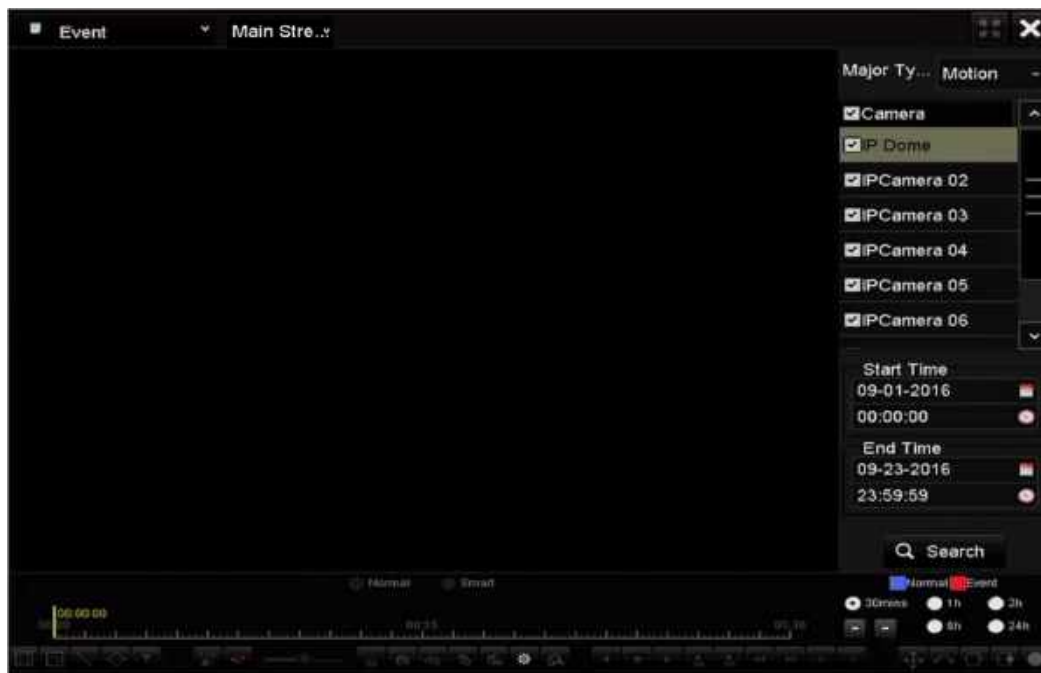 Event
Main Stre..
Major Ty... Motion
Camera
IP Dome
IPCamera 02
IPCamera 03
IPCamera 04
IPCamera 05
IPCamera 06
Start Time
09-01-2016
00:00:00
End Time
09-23-2016
23:59:59
Search
Normal Smart
Normal Event
00:00:00
30mins 1h 2h
6h 24h